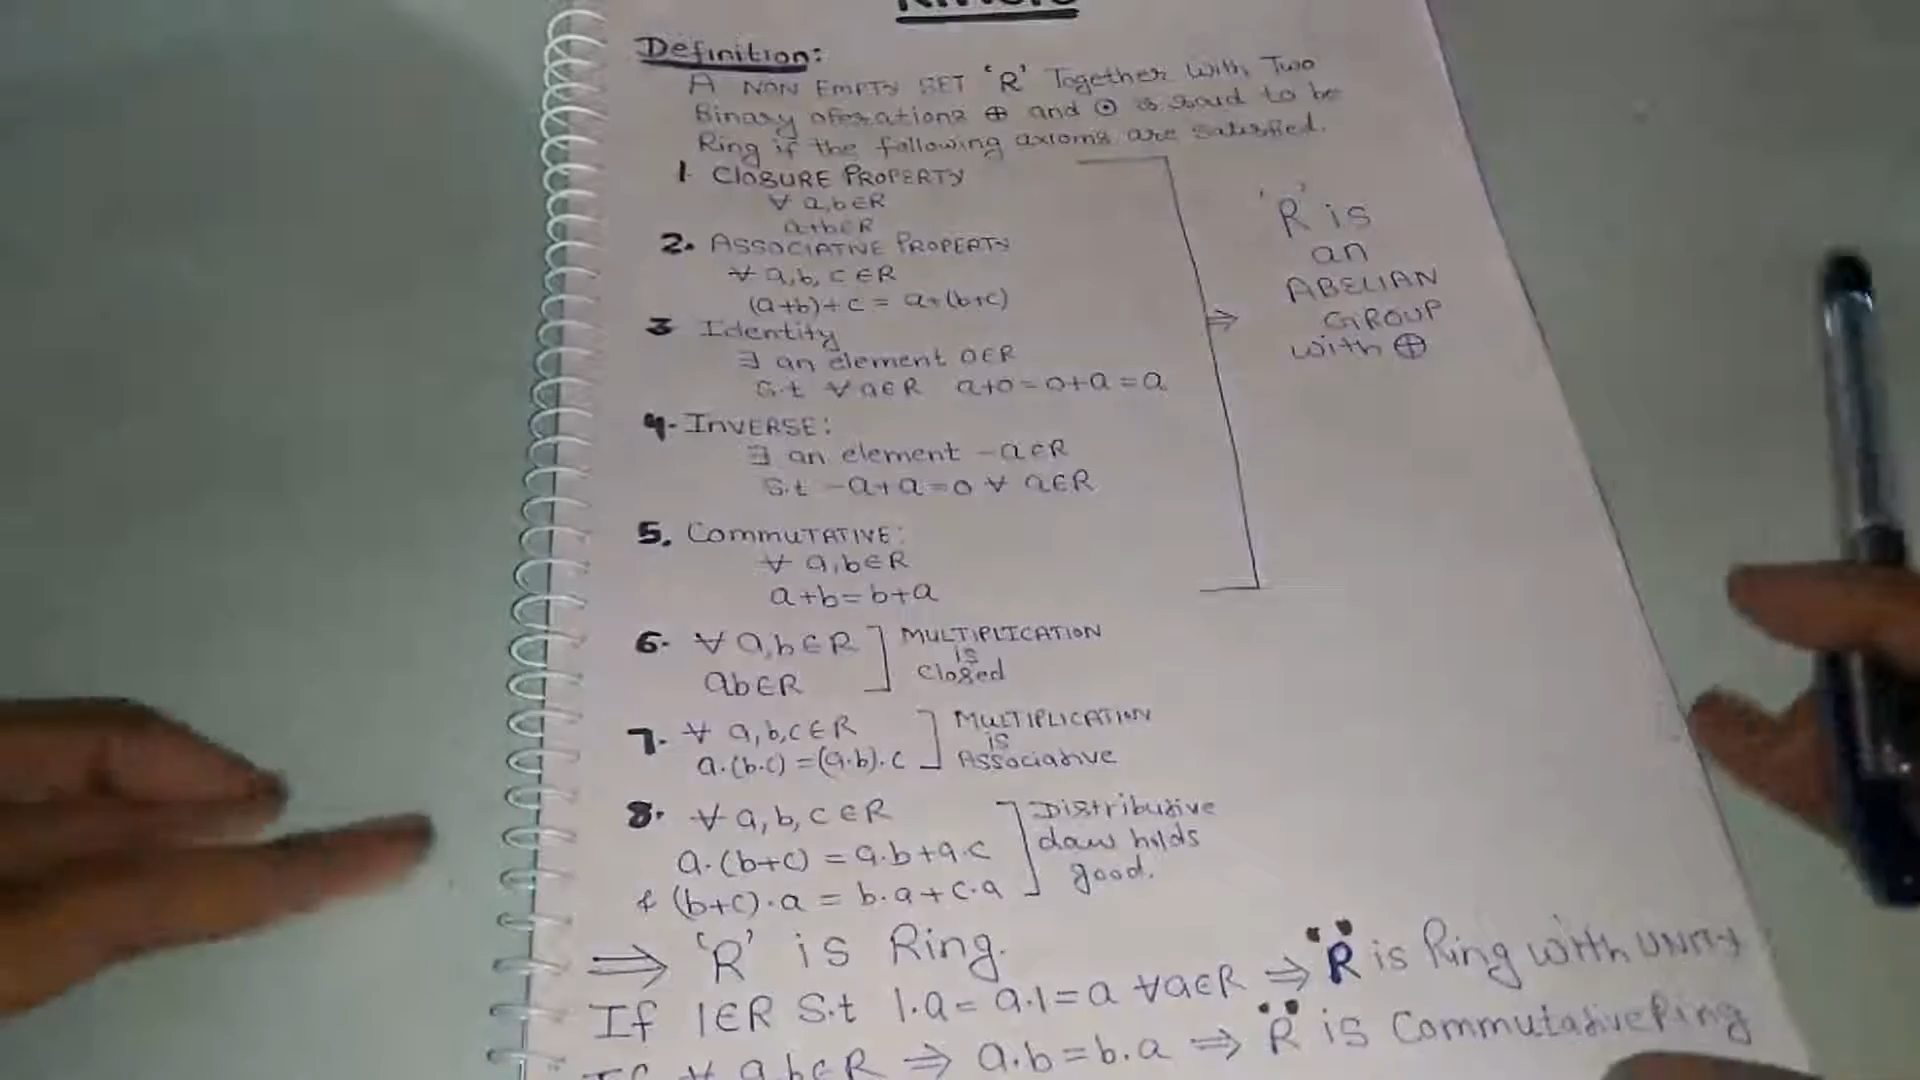 Definition:
A NON EMPTY SET 'R' Together With Two
Binary operations ⊕ and ⊙ is said to be
Ring if the following axioms are satisfied.
1. CLOSURE PROPERTY
∀ a,b∈R
a+b∈R
2. ASSOCIATIVE PROPERTY
∀ a,b,c∈R
(a+b)+c = a+(b+c)
3 Identity
∃ an element 0∈R
S.t ∀a∈R a+0=0+a=a
4. INVERSE:
∃ an element -a∈R
S.t -a+a=0 ∀ a∈R
5. COMMUTATIVE:
∀ a,b∈R
a+b=b+a
'R' is
an
ABELIAN
GROUP
with ⊕
6. ∀ a,b∈R
ab∈R
MULTIPLICATION
is
Closed
7. ∀ a,b,c∈R
a.(b.c)=(a.b).c
MULTIPLICATION
is
Associative
8. ∀ a,b,c∈R
a.(b+c) = a.b+a.c
& (b+c).a = b.a+c.a
Distributive
laws holds
good.
⇒ 'R' is Ring.
If 1∈R S.t 1.a=a.1=a ∀a∈R ⇒ "R is Ring with UNITY
If ∀ a,b∈R ⇒ a.b=b.a ⇒ "R is Commutative Ring